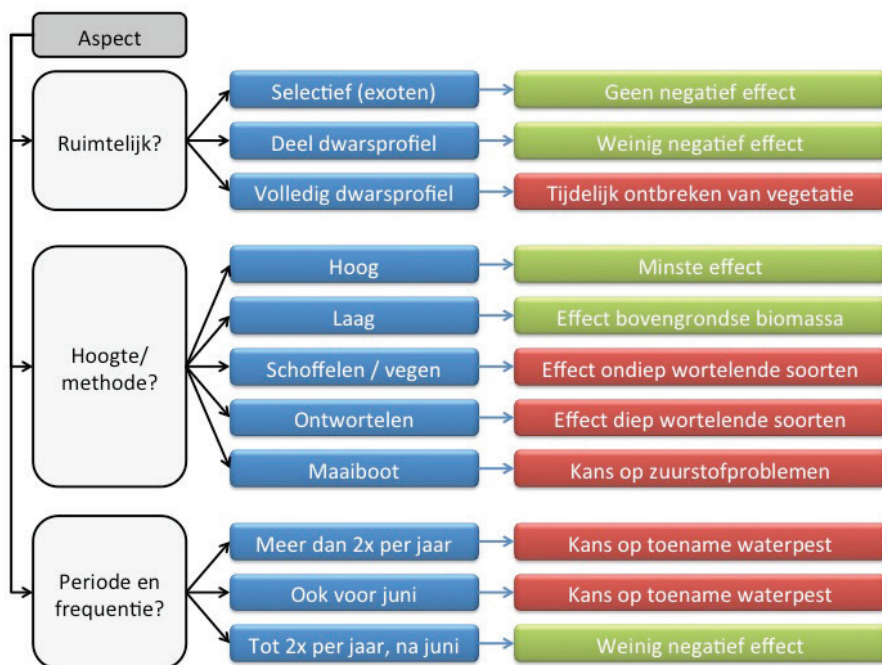 Aspect
Ruimtelijk?
Selectief (exoten)
Geen negatief effect
Deel dwarsprofiel
Weinig negatief effect
Volledig dwarsprofiel
Tijdelijk ontbreken van vegetatie
Hoogte/
methode?
Hoog
Minste effect
Laag
Effect bovengrondse biomassa
Schoffelen / vegen
Effect ondiep wortelende soorten
Ontwortelen
Effect diep wortelende soorten
Maaiboot
Kans op zuurstofproblemen
Periode en
frequentie?
Meer dan 2x per jaar
Kans op toename waterpest
Ook voor juni
Kans op toename waterpest
Tot 2x per jaar, na juni
Weinig negatief effect